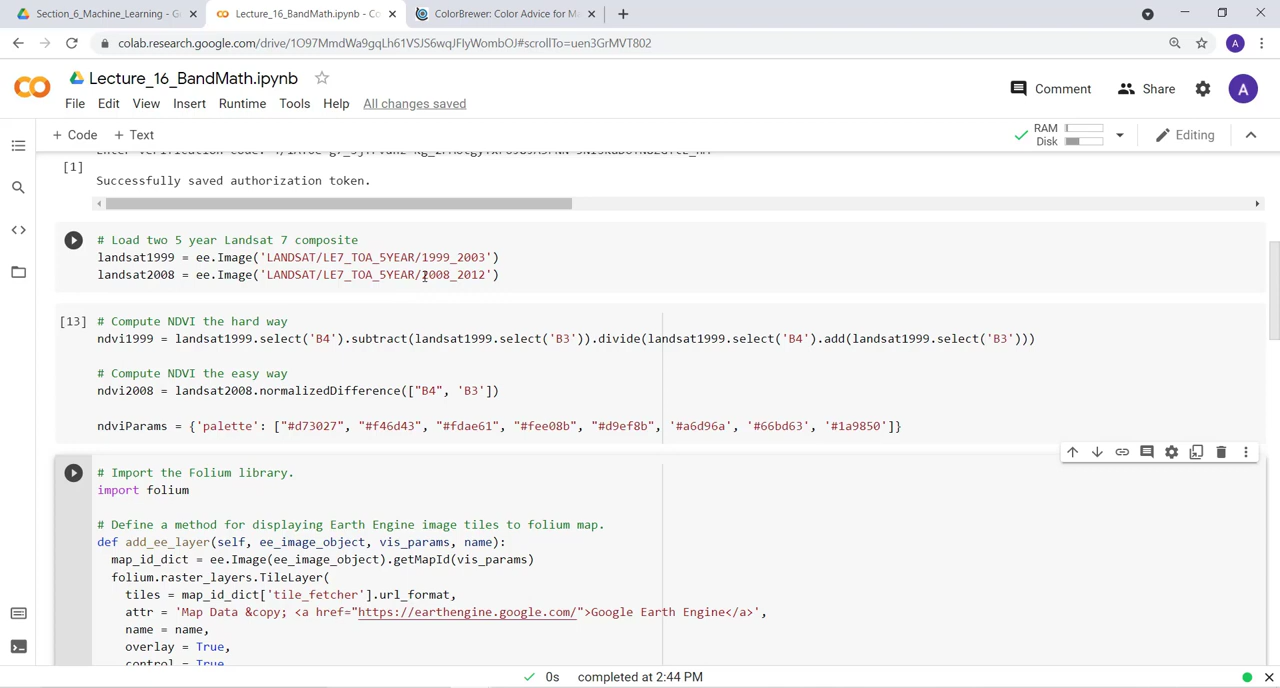 Section_6_Machine_Learning - G
Lecture_16_BandMath.ipynb - Co
ColorBrewer: Color Advice for M
colab.research.google.com/drive/1O97MmdWa9gqLh61VSJS6wqJFlyWombOJ#scrollTo=uen3GrMVT802
A
Lecture_16_BandMath.ipynb
Comment
Share
A
File Edit View Insert Runtime Tools Help All changes saved
+ Code + Text
RAM
Disk
Editing
[1]
Successfully saved authorization token.
# Load two 5 year Landsat 7 composite
landsat1999 = ee.Image('LANDSAT/LE7_TOA_5YEAR/1999_2003')
landsat2008 = ee.Image('LANDSAT/LE7_TOA_5YEAR/2008_2012')
[13]
# Compute NDVI the hard way
ndvi1999 = landsat1999.select('B4').subtract(landsat1999.select('B3')).divide(landsat1999.select('B4').add(landsat1999.select('B3')))
# Compute NDVI the easy way
ndvi2008 = landsat2008.normalizedDifference(["B4", 'B3'])
ndviParams = {'palette': ["#d73027", "#f46d43", "#fdae61", "#fee08b", "#d9ef8b", '#a6d96a', '#66bd63', '#1a9850']}
# Import the Folium library.
import folium
# Define a method for displaying Earth Engine image tiles to folium map.
def add_ee_layer(self, ee_image_object, vis_params, name):
map_id_dict = ee.Image(ee_image_object).getMapId(vis_params)
folium.raster_layers.TileLayer(
tiles = map_id_dict['tile_fetcher'].url_format,
attr = 'Map Data &copy; <a href="https://earthengine.google.com/">Google Earth Engine</a>',
name = name,
overlay = True,
control = True
0s completed at 2:44 PM